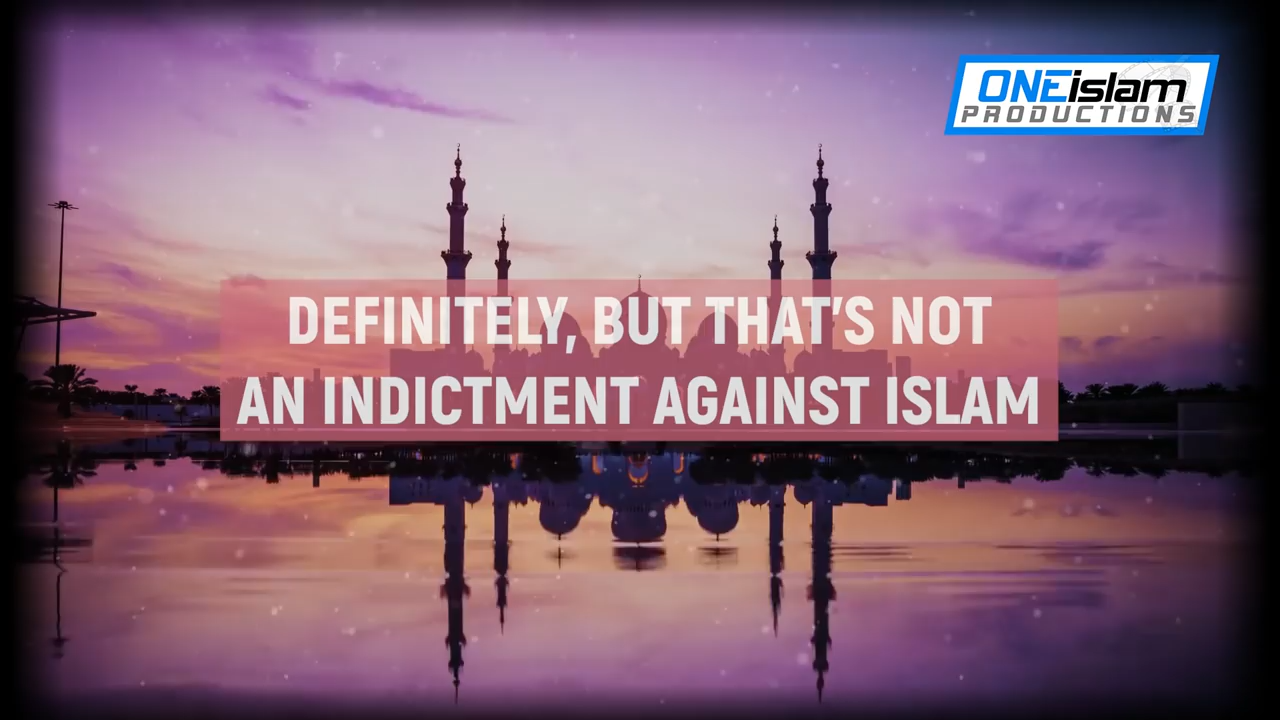 ONEislam
PRODUCTIONS
DEFINITELY, BUT THAT'S NOT
AN INDICTMENT AGAINST ISLAM